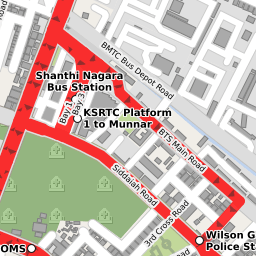 BMTC Bus Depot Road
Shanthi Nagara
Bus Station
Bay 1
Bay 3
KSRTC Platform
1 to Munnar
BTS Main Road
Siddaiah Road
3rd Cross Road
Wilson G
Police Sta
OMS